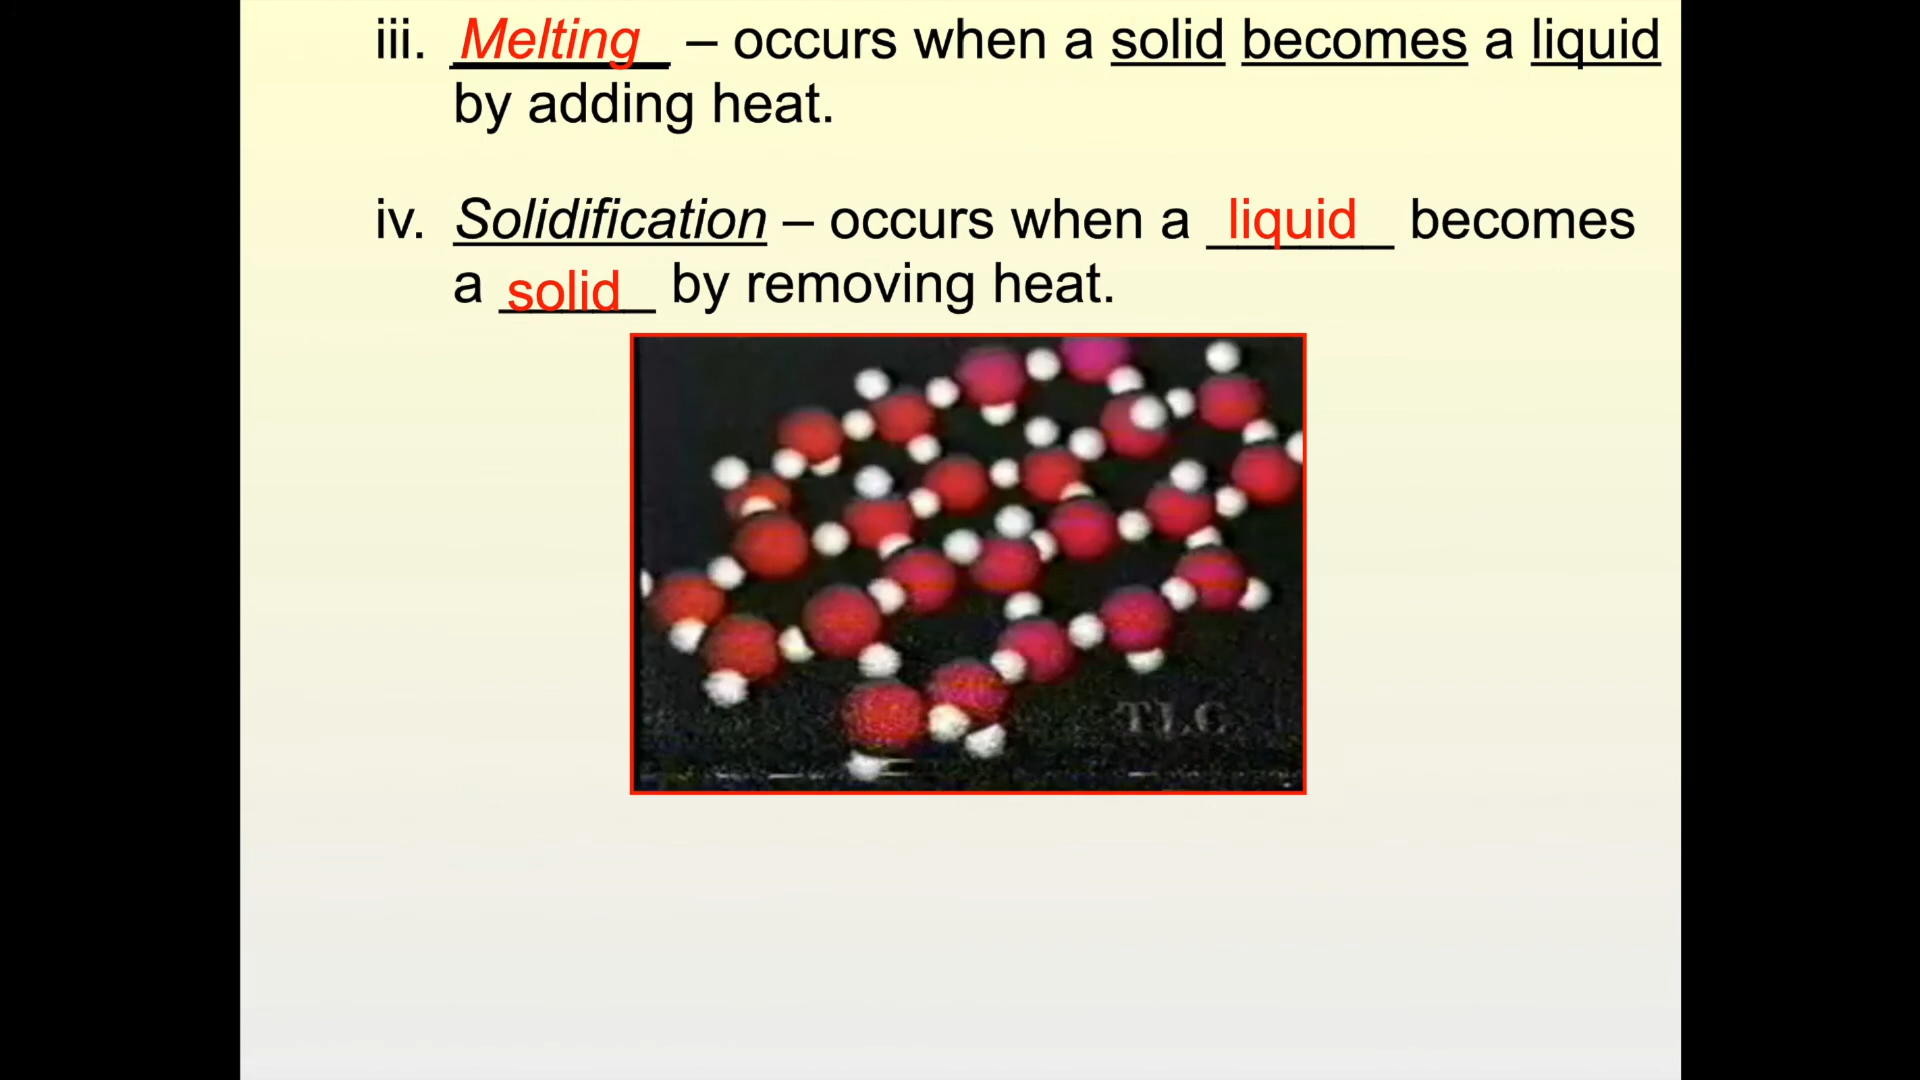 iii. Melting – occurs when a solid becomes a liquid
by adding heat.
iv. Solidification – occurs when a liquid becomes
a solid by removing heat.
TLC